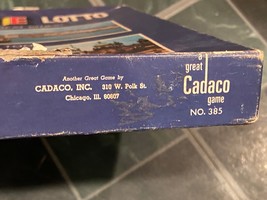 LOTTO
Another Great Game by
CADACO, INC. 310 W. Polk St.
Chicago, Ill. 60607
a
great
Cadaco
game
NO. 385